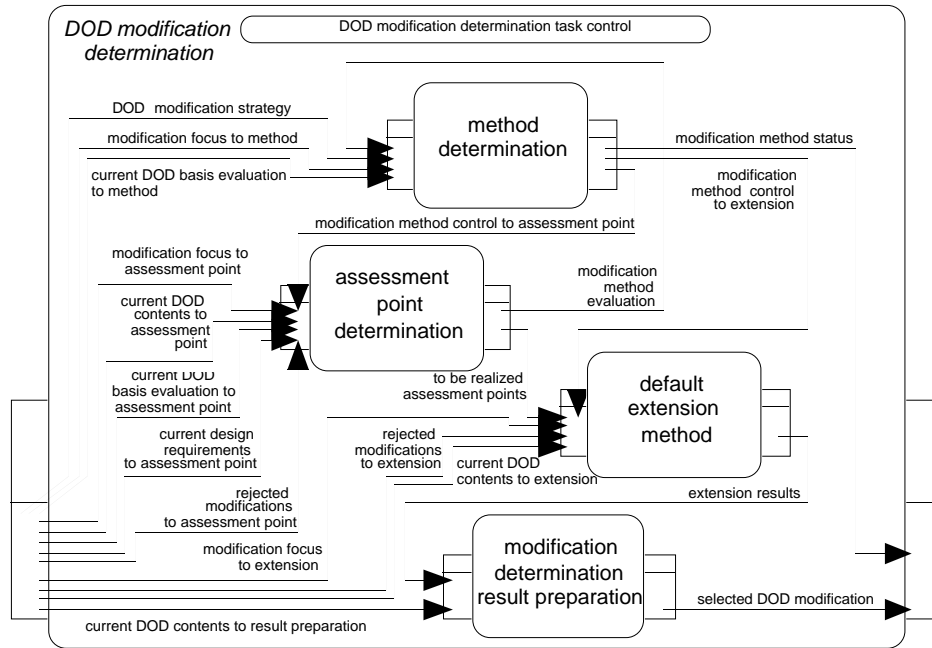 DOD modification
determination
DOD modification determination task control
DOD modification strategy
modification focus to method
current DOD basis evaluation
to method
method
determination
modification method status
modification
method control
to extension
modification method control to assessment point
modification focus to
assessment point
current DOD
contents to
assessment
point
assessment
point
determination
modification
method
evaluation
current DOD
basis evaluation to
assessment point
to be realized
assessment points
default
extension
method
current design
requirements
to assessment point
rejected
modifications
to extension
current DOD
contents to extension
rejected
modifications
to assessment point
extension results
modification focus
to extension
modification
determination
result preparation
selected DOD modification
current DOD contents to result preparation